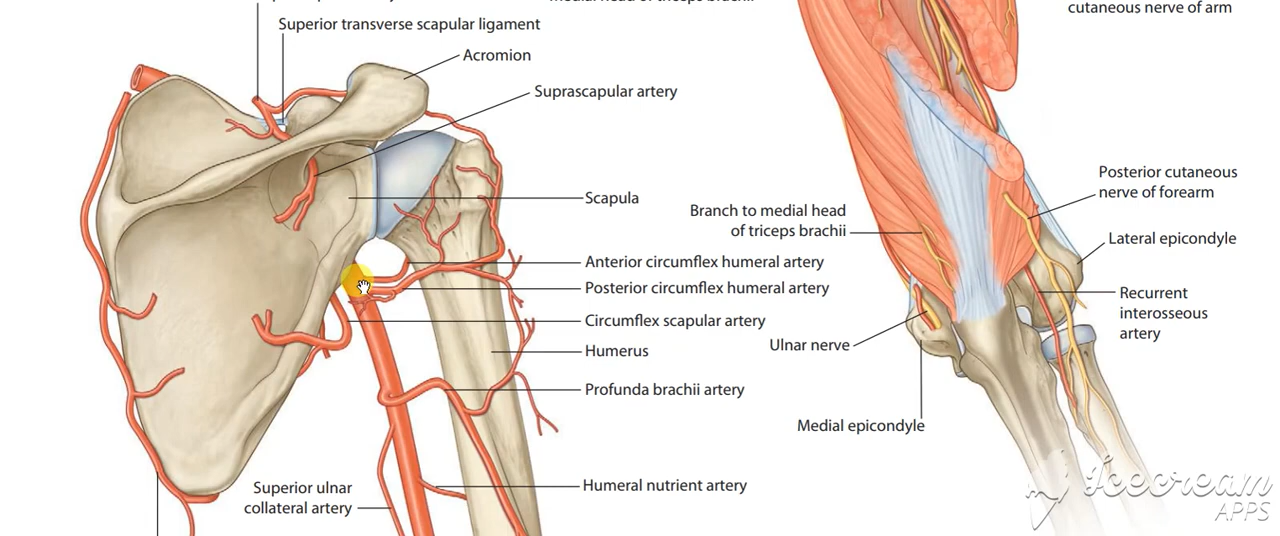 cutaneous nerve of arm
Superior transverse scapular ligament
Acromion
Suprascapular artery
Scapula
Anterior circumflex humeral artery
Posterior circumflex humeral artery
Circumflex scapular artery
Humerus
Profunda brachii artery
Humeral nutrient artery
Superior ulnar
collateral artery
Branch to medial head
of triceps brachii
Ulnar nerve
Medial epicondyle
Posterior cutaneous
nerve of forearm
Lateral epicondyle
Recurrent
interosseous
artery
Icecream
APPS